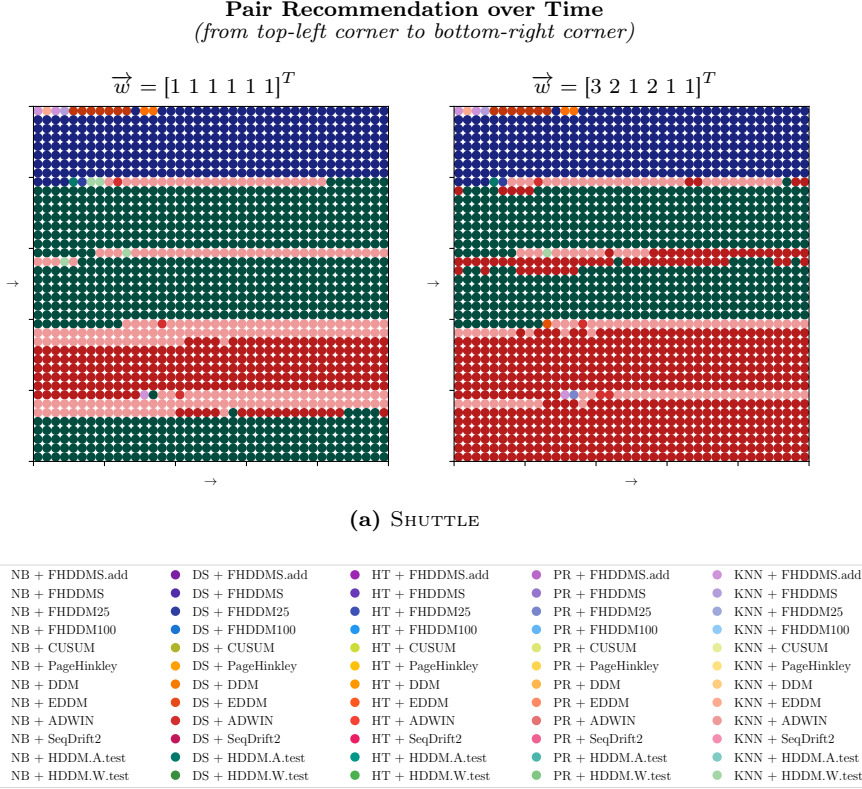 Pair Recommendation over Time
(from top-left corner to bottom-right corner)
w⃗ = [1 1 1 1 1 1]^T
w⃗ = [3 2 1 2 1 1]^T
→ →
→ →
(a) SHUTTLE
NB + FHDDMS.add DS + FHDDMS.add HT + FHDDMS.add PR + FHDDMS.add KNN + FHDDMS.add
NB + FHDDMS DS + FHDDMS HT + FHDDMS PR + FHDDMS KNN + FHDDMS
NB + FHDDM25 DS + FHDDM25 HT + FHDDM25 PR + FHDDM25 KNN + FHDDM25
NB + FHDDM100 DS + FHDDM100 HT + FHDDM100 PR + FHDDM100 KNN + FHDDM100
NB + CUSUM DS + CUSUM HT + CUSUM PR + CUSUM KNN + CUSUM
NB + PageHinkley DS + PageHinkley HT + PageHinkley PR + PageHinkley KNN + PageHinkley
NB + DDM DS + DDM HT + DDM PR + DDM KNN + DDM
NB + EDDM DS + EDDM HT + EDDM PR + EDDM KNN + EDDM
NB + ADWIN DS + ADWIN HT + ADWIN PR + ADWIN KNN + ADWIN
NB + SeqDrift2 DS + SeqDrift2 HT + SeqDrift2 PR + SeqDrift2 KNN + SeqDrift2
NB + HDDM.A.test DS + HDDM.A.test HT + HDDM.A.test PR + HDDM.A.test KNN + HDDM.A.test
NB + HDDM.W.test DS + HDDM.W.test HT + HDDM.W.test PR + HDDM.W.test KNN + HDDM.W.test